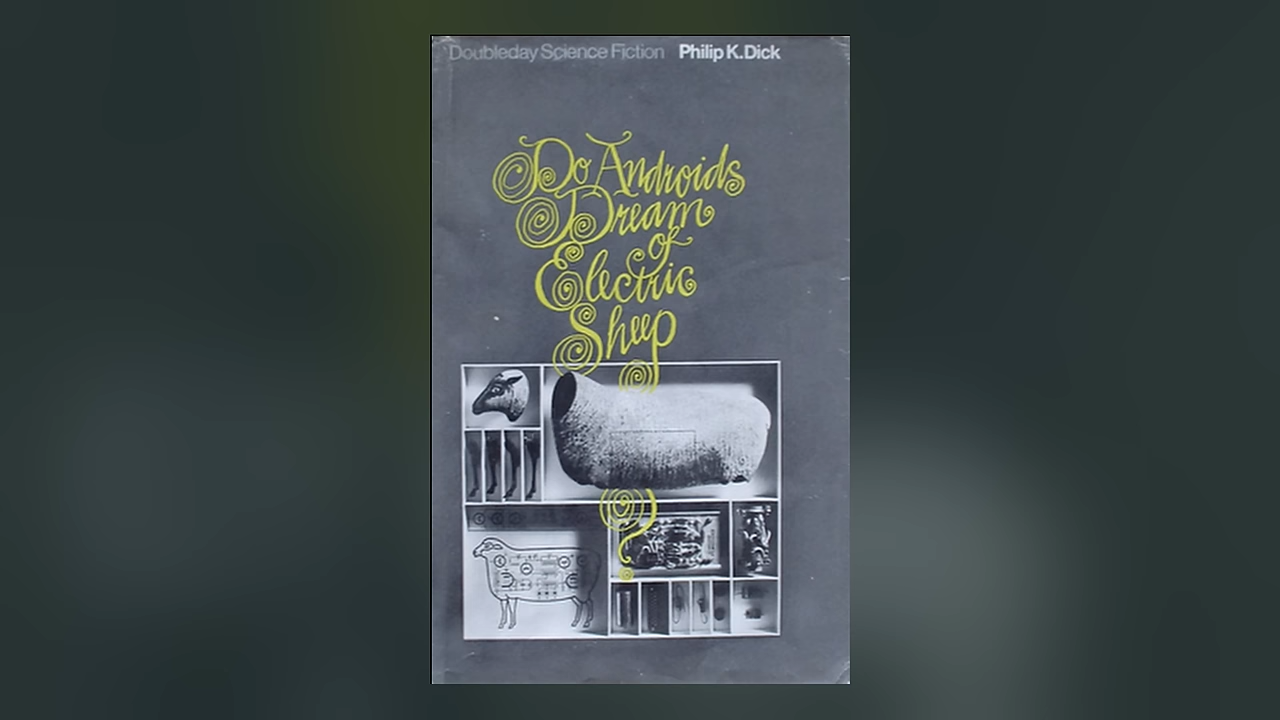 Doubleday Science Fiction Philip K. Dick
Do Androids
Dream
of
Electric
Sheep
?